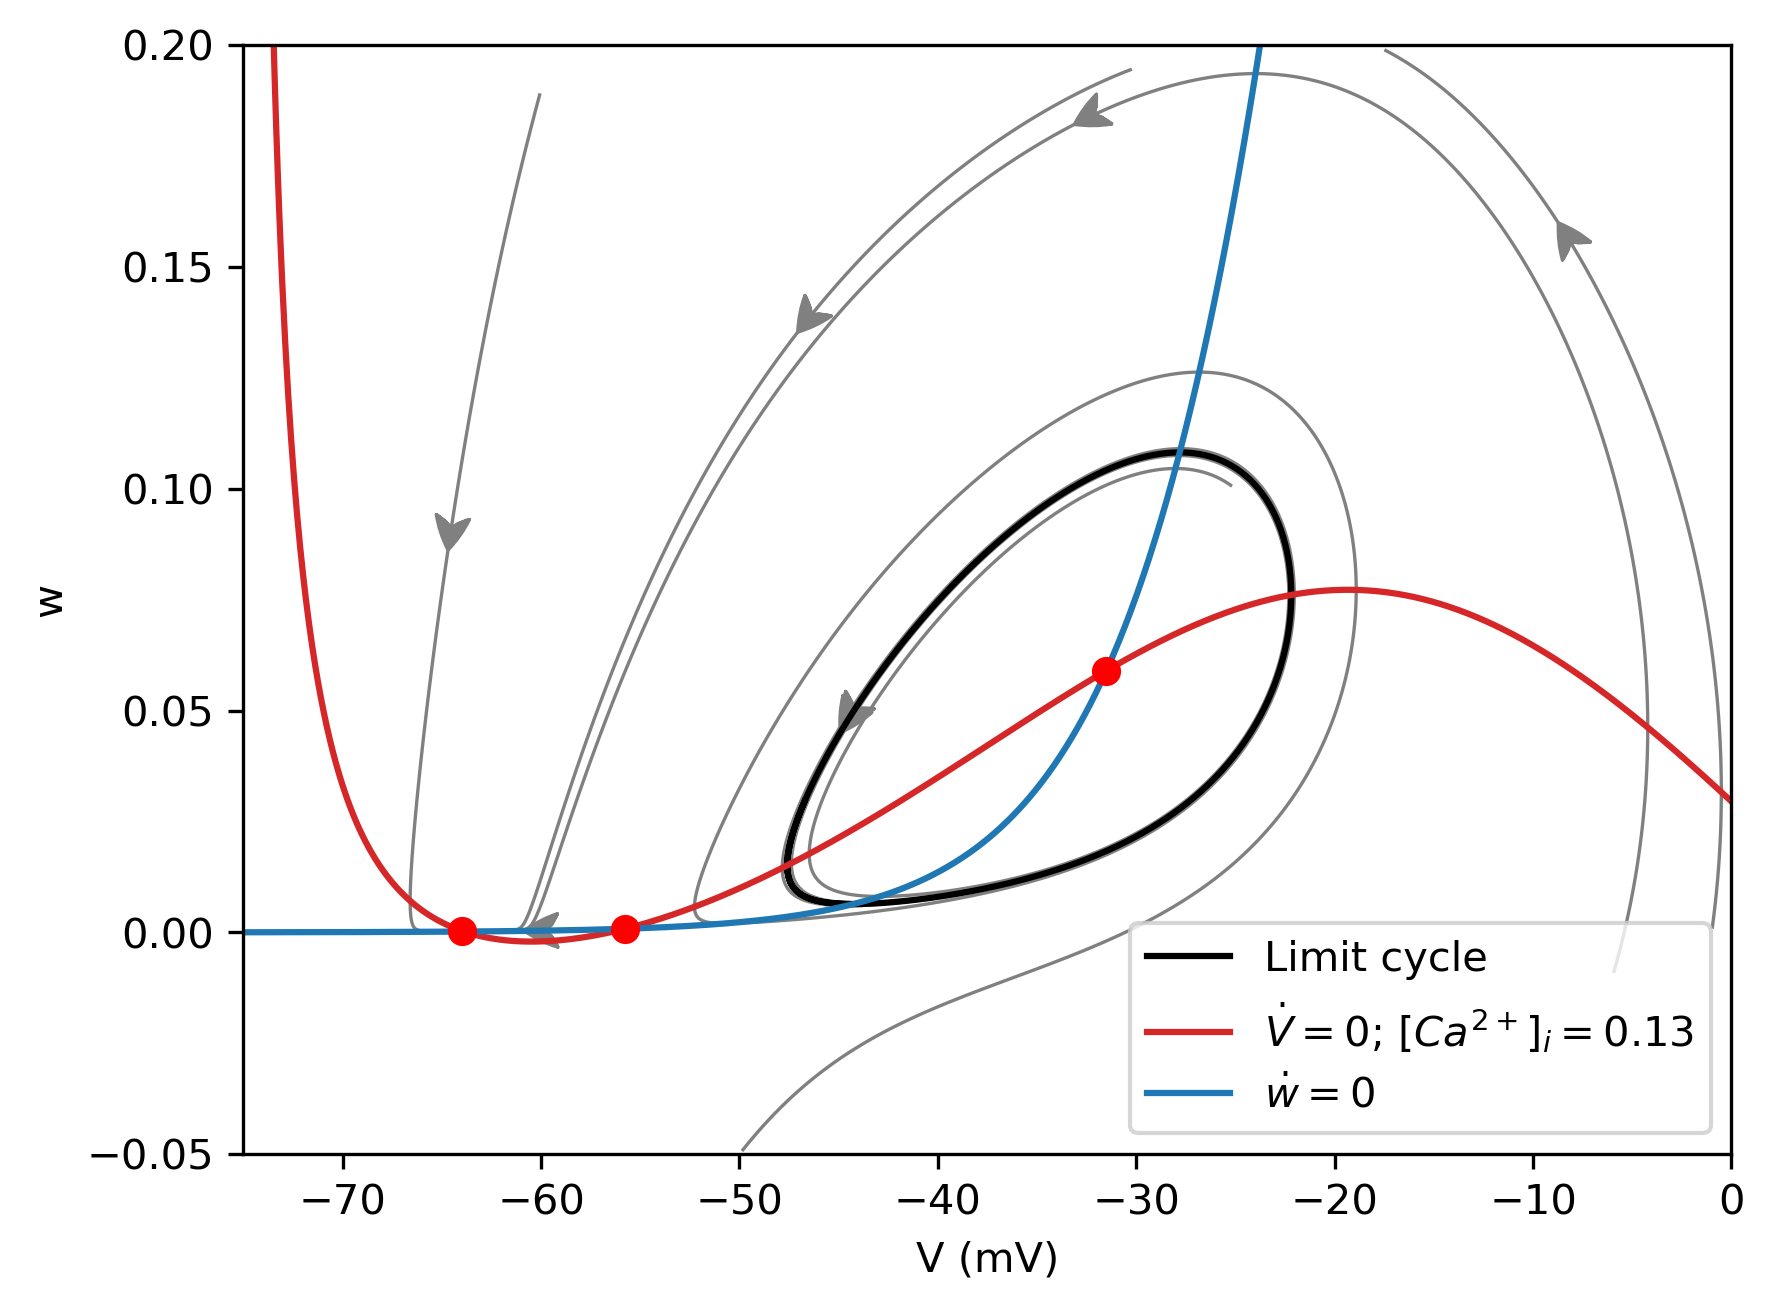 0.20
0.15
0.10
0.05
0.00
−0.05
w
−70 −60 −50 −40 −30 −20 −10 0
V (mV)
Limit cycle
V̇ = 0; [Ca²⁺]ᵢ = 0.13
ẇ = 0